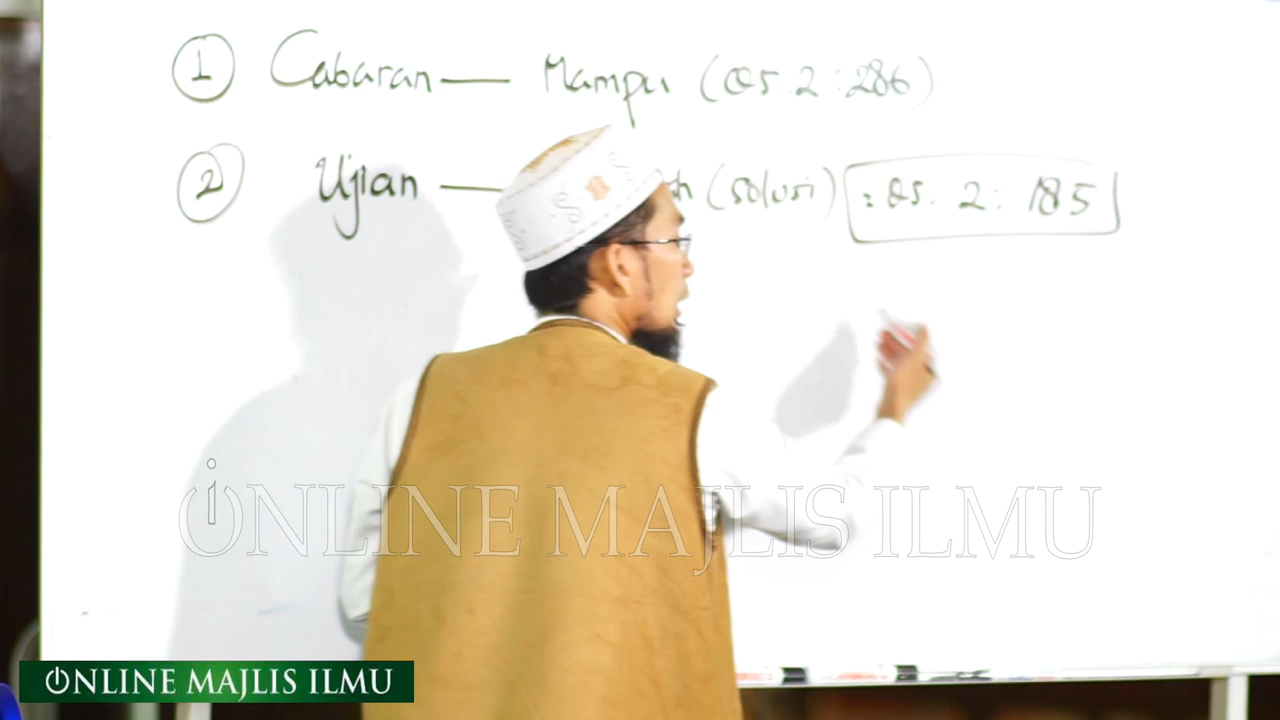 1 Cabaran — Mampu (QS. 2 : 286)
2 Ujian — (solusi) = QS. 2 : 185
ONLINE MAJLIS ILMU
ONLINE MAJLIS ILMU